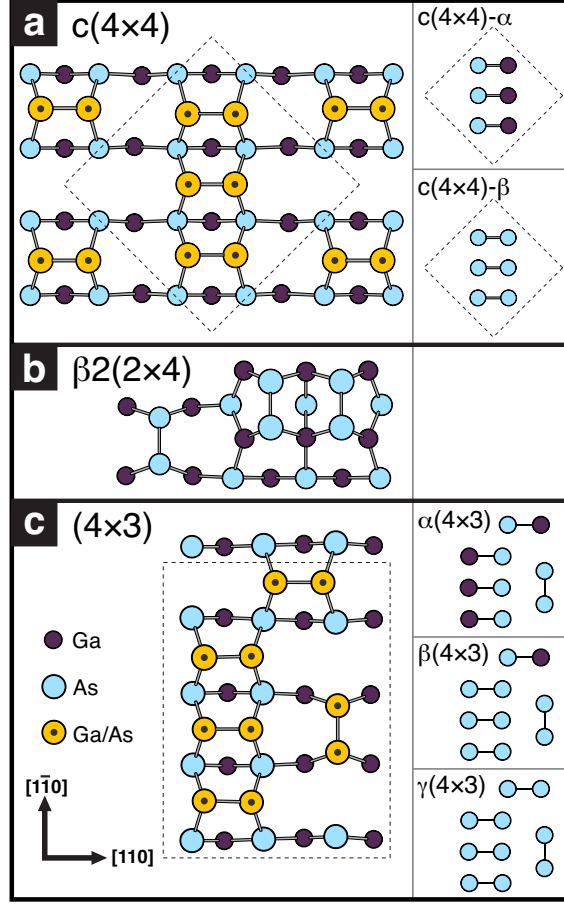 a c(4×4)
c(4×4)-α
c(4×4)-β
b β2(2×4)
c (4×3)
α(4×3)
β(4×3)
γ(4×3)
Ga
As
Ga/As
[11̄0]
[110]